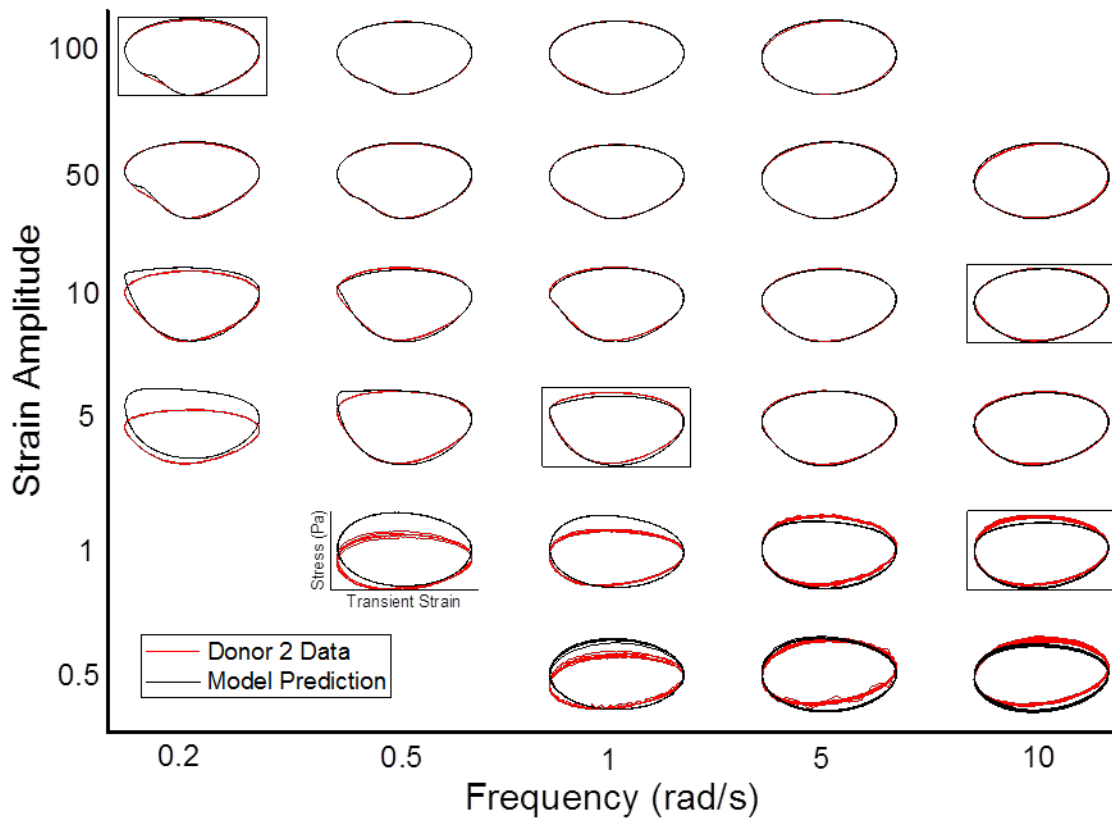 Strain Amplitude
100
50
10
5
1
0.5
Stress (Pa)
Transient Strain
Donor 2 Data
Model Prediction
0.2
0.5
1
5
10
Frequency (rad/s)